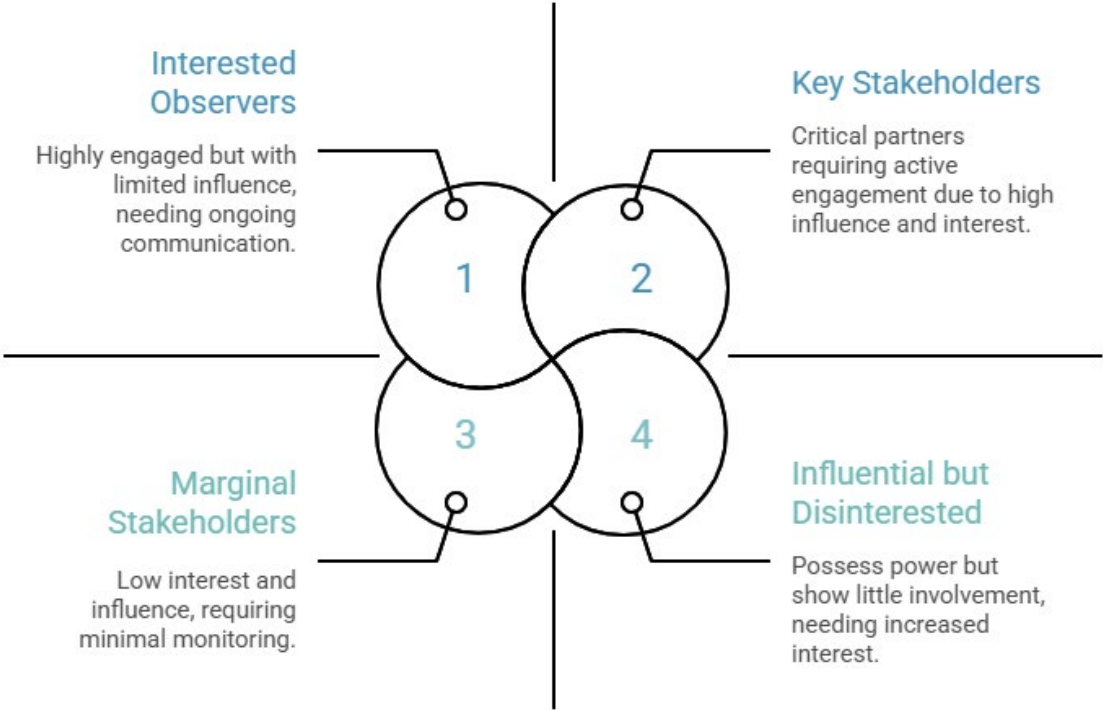 Interested
Observers
Highly engaged but with
limited influence,
needing ongoing
communication.
Key Stakeholders
Critical partners
requiring active
engagement due to high
influence and interest.
1
2
3
4
Marginal
Stakeholders
Low interest and
influence, requiring
minimal monitoring.
Influential but
Disinterested
Possess power but
show little involvement,
needing increased
interest.